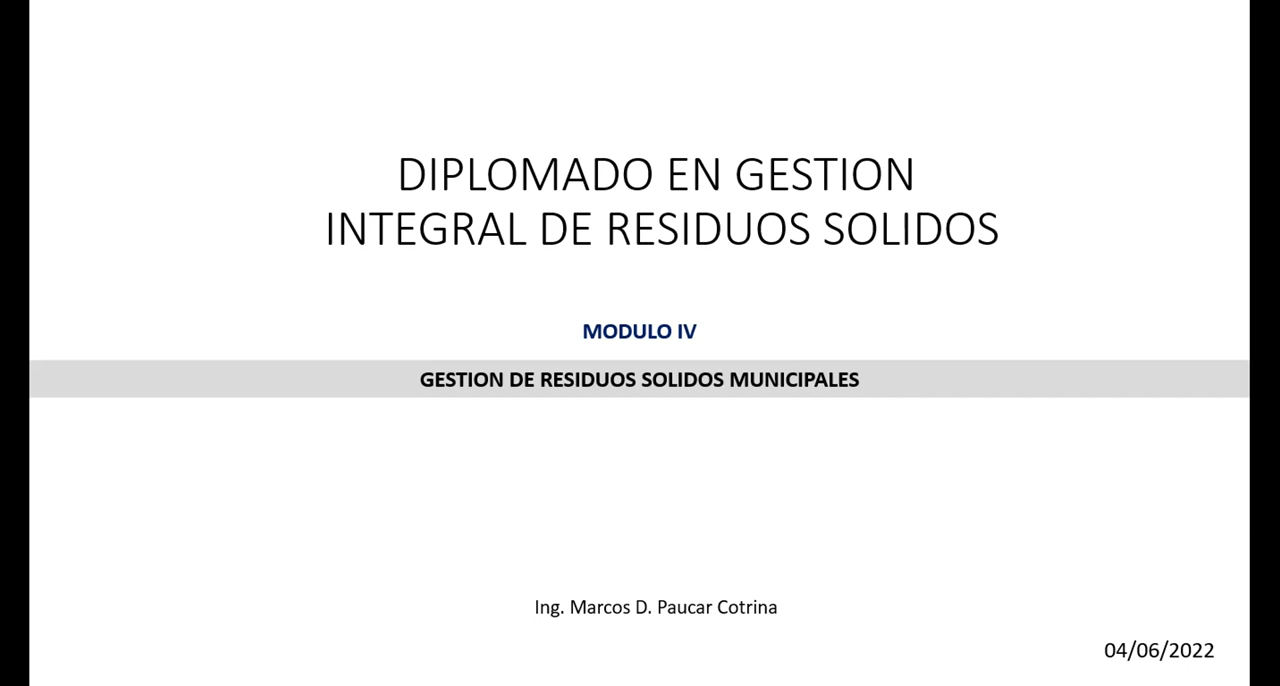 DIPLOMADO EN GESTION
INTEGRAL DE RESIDUOS SOLIDOS
MODULO IV
GESTION DE RESIDUOS SOLIDOS MUNICIPALES
Ing. Marcos D. Paucar Cotrina
04/06/2022